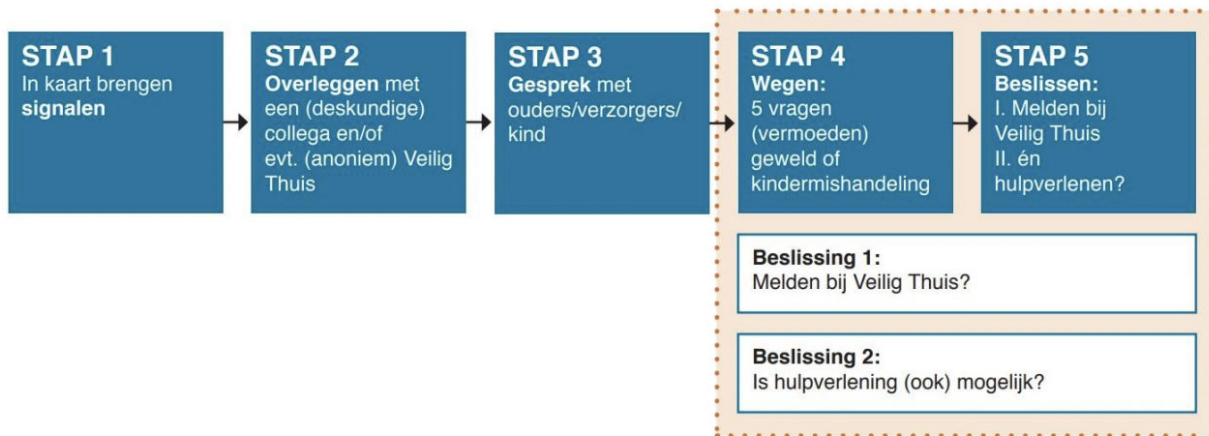 STAP 1
In kaart brengen
signalen
STAP 2
Overleggen met
een (deskundige)
collega en/of
evt. (anoniem) Veilig
Thuis
STAP 3
Gesprek met
ouders/verzorgers/
kind
STAP 4
Wegen:
5 vragen
(vermoeden)
geweld of
kindermishandeling
STAP 5
Beslissen:
I. Melden bij
Veilig Thuis
II. én
hulpverlenen?
Beslissing 1:
Melden bij Veilig Thuis?
Beslissing 2:
Is hulpverlening (ook) mogelijk?